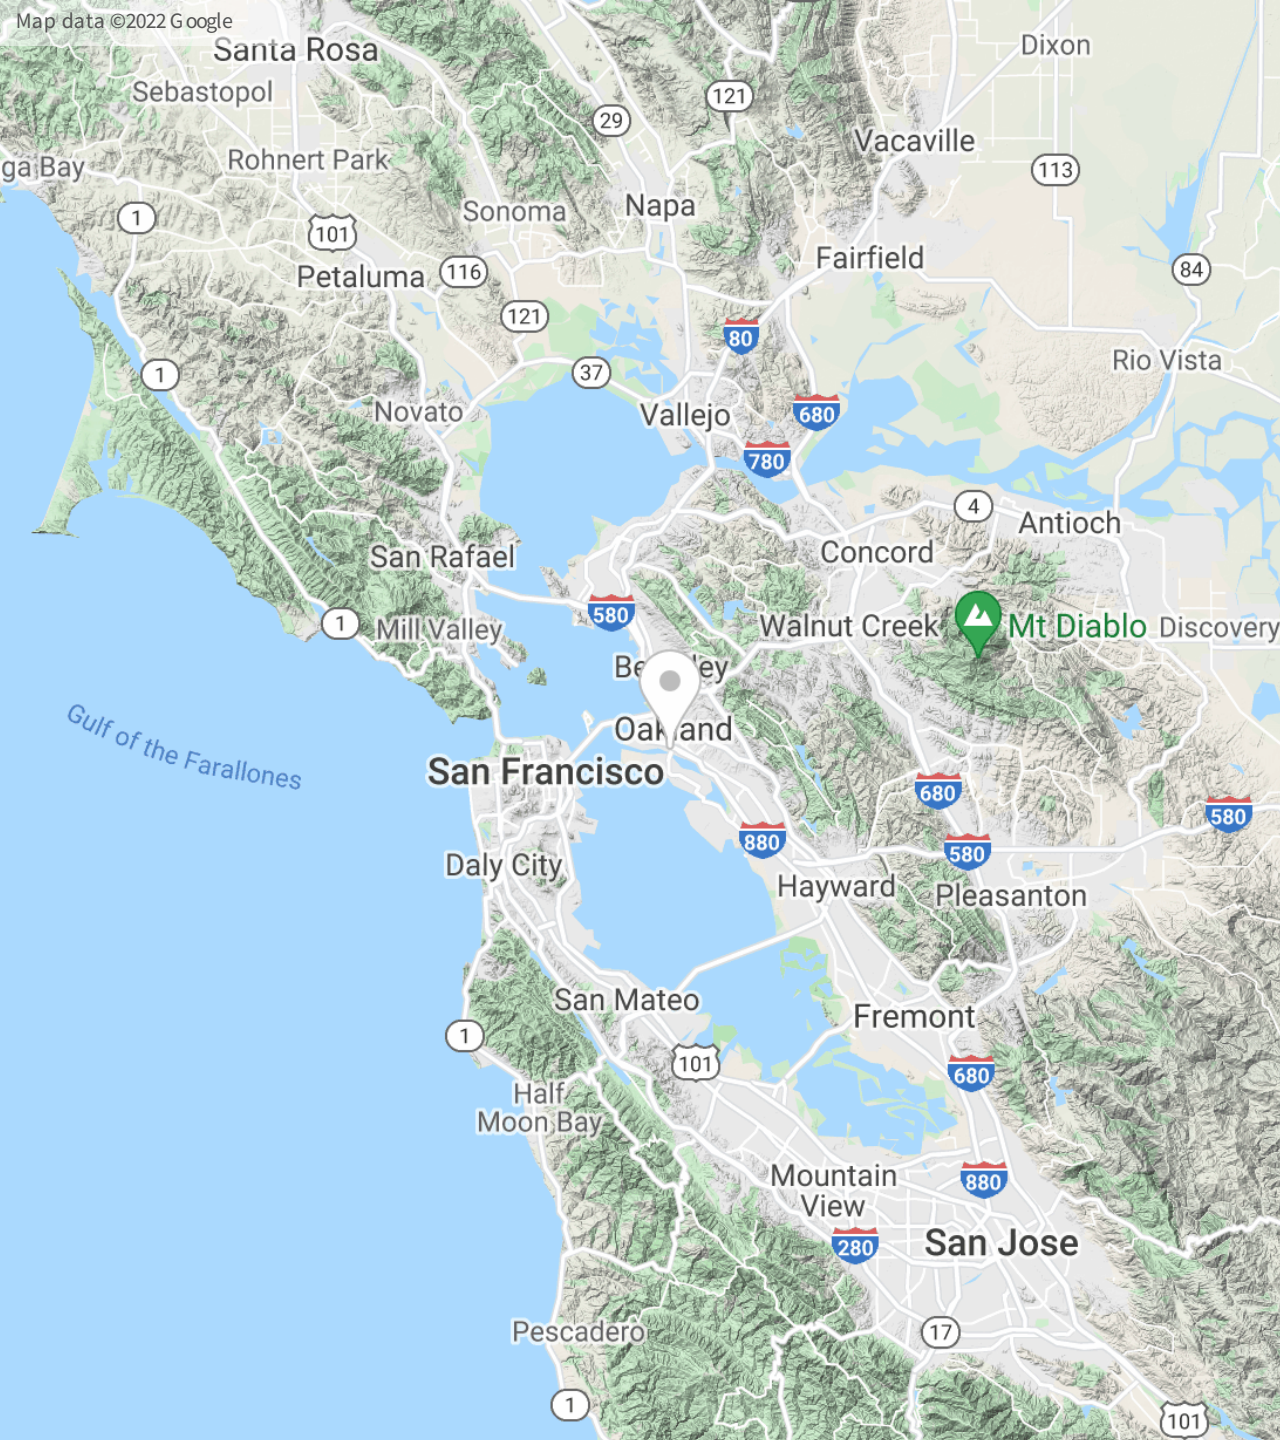 Map data ©2022 Google
Santa Rosa
Dixon
Sebastopol
121
29
Vacaville
Rohnert Park
ga Bay
113
Sonoma
Napa
1
101
Fairfield
Petaluma
116
84
121
80
Rio Vista
37
1
Novato
Vallejo
680
780
4
Antioch
San Rafael
Concord
580
1
Mill Valley
Walnut Creek
Mt Diablo
Discovery
Oakland
Gulf of the Farallones
San Francisco
680
580
880
580
Daly City
Hayward
Pleasanton
San Mateo
Fremont
1
101
680
Half
Moon Bay
Mountain
View
880
280
San Jose
Pescadero
17
1
101